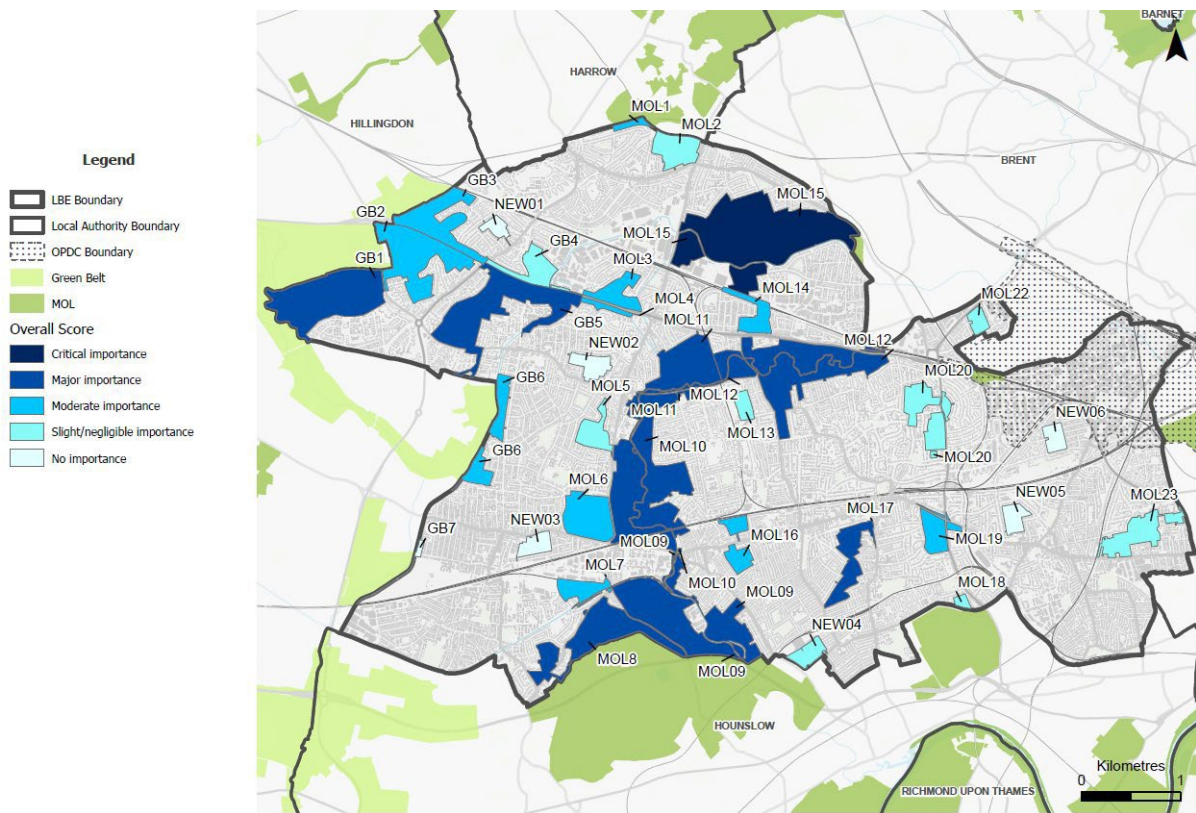 Legend
LBE Boundary
Local Authority Boundary
OPDC Boundary
Green Belt
MOL
Overall Score
Critical importance
Major importance
Moderate importance
Slight/negligible importance
No importance
BARNET
HARROW
HILLINGDON
BRENT
MOL1
MOL2
GB3
NEW01
GB2
GB4
MOL15
MOL15
GB1
MOL3
MOL14
MOL4
MOL22
GB5
MOL11
MOL12
NEW02
GB6
MOL5
MOL12
MOL20
MOL11
MOL13
NEW06
MOL10
GB6
MOL20
MOL6
NEW05
MOL23
MOL17
GB7
NEW03
MOL09
MOL16
MOL19
MOL7
MOL10
MOL09
MOL18
NEW04
MOL8
MOL09
HOUNSLOW
RICHMOND UPON THAMES
Kilometres
0 1